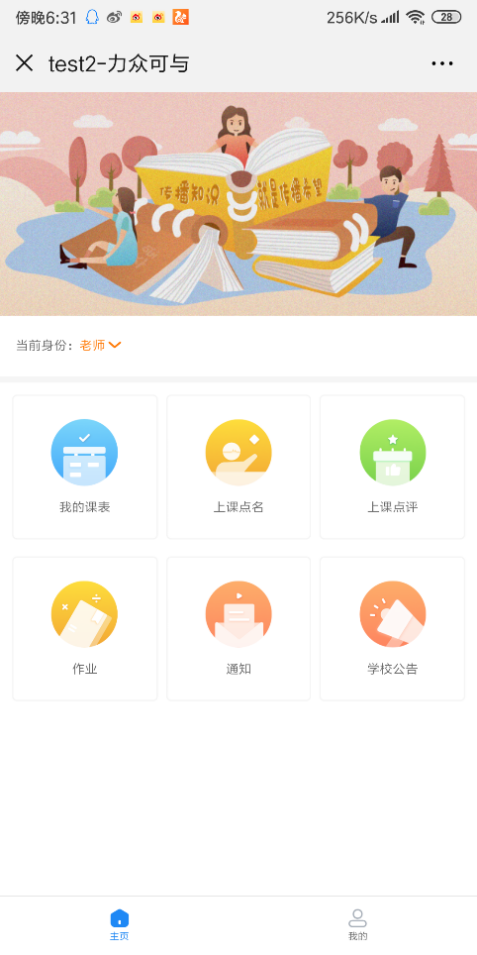 傍晚6:31
256K/s
28
test2-力众可与
传播知识
就是传播希望
当前身份：老师
我的课表
上课点名
上课点评
作业
通知
学校公告
主页
我的